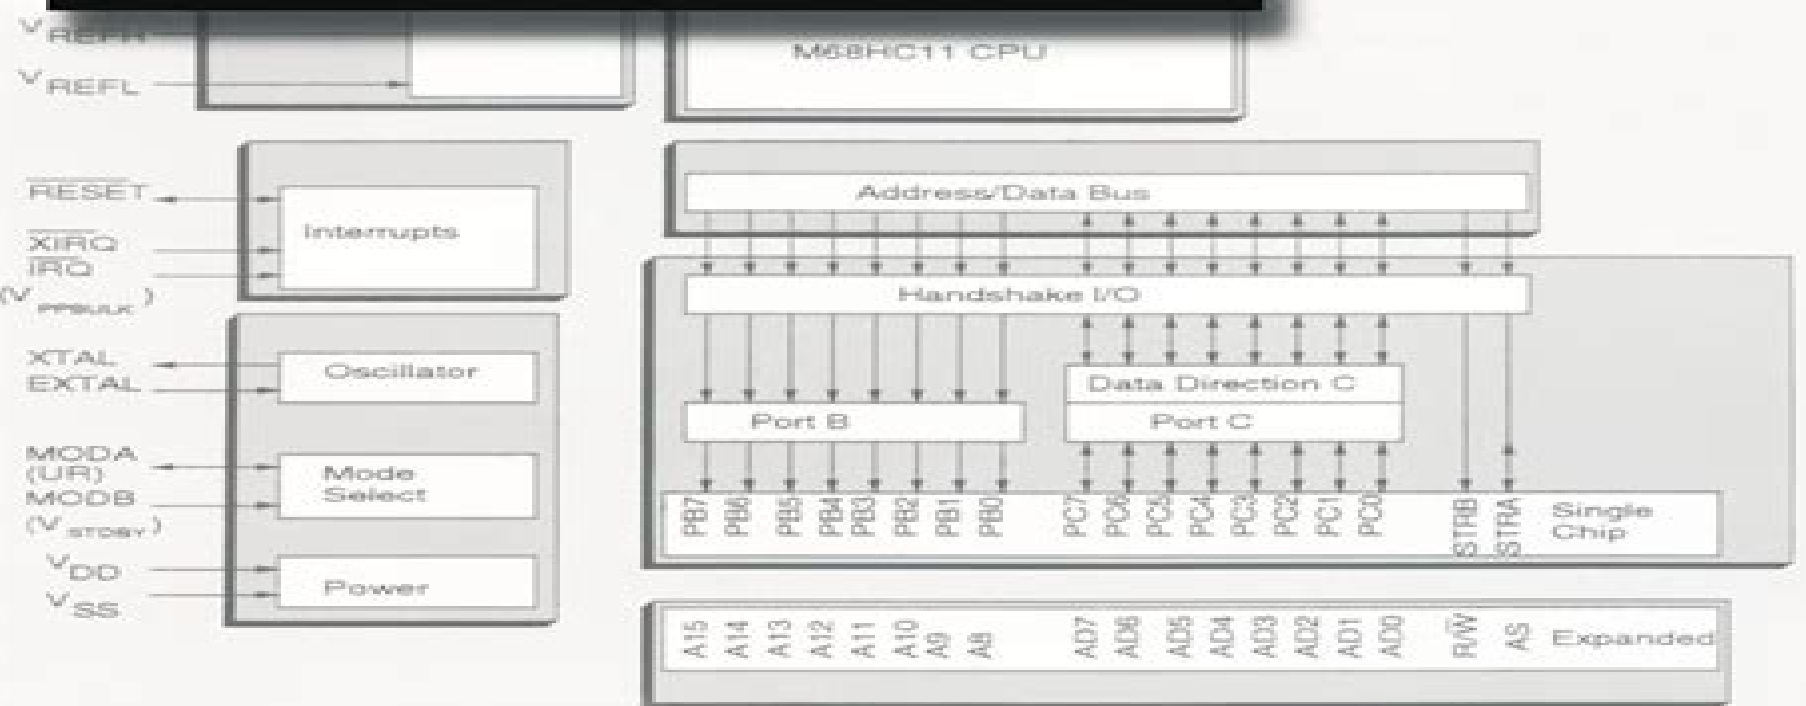 VREFH
VREFL
M68HC11 CPU
RESET
XIRQ
IRQ
(VPPBULK)
Interrupts
Address/Data Bus
Handshake I/O
XTAL
EXTAL
Oscillator
Data Direction C
Port B
Port C
MODA
(LIR)
MODB
(VSTDBY)
Mode
Select
PB7 PB6 PB5 PB4 PB3 PB2 PB1 PB0 PC7 PC6 PC5 PC4 PC3 PC2 PC1 PC0 STRB STRA
Single
Chip
VDD
VSS
Power
A15 A14 A13 A12 A11 A10 A9 A8 AD7 AD6 AD5 AD4 AD3 AD2 AD1 AD0 R/W AS Expanded